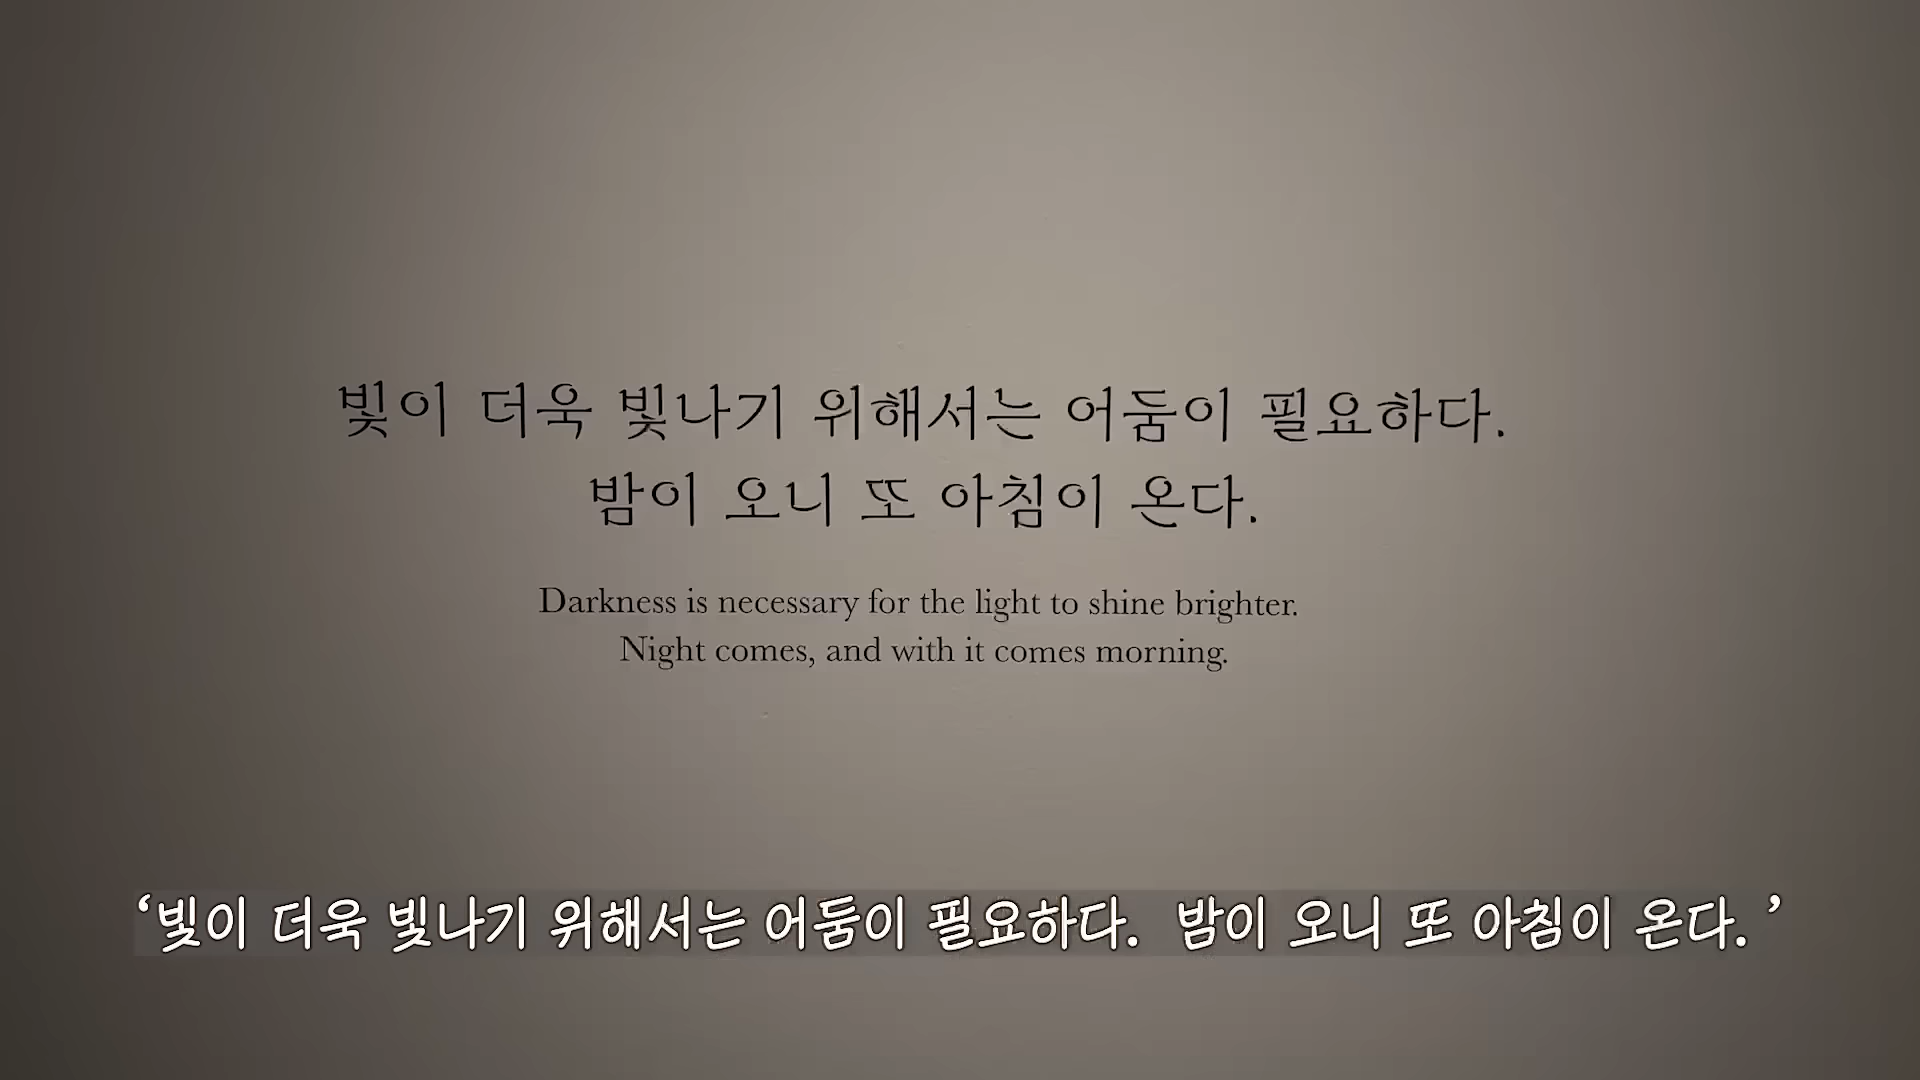 빛이 더욱 빛나기 위해서는 어둠이 필요하다.
밤이 오니 또 아침이 온다.
Darkness is necessary for the light to shine brighter.
Night comes, and with it comes morning.
‘빛이 더욱 빛나기 위해서는 어둠이 필요하다.  밤이 오니 또 아침이 온다. ’